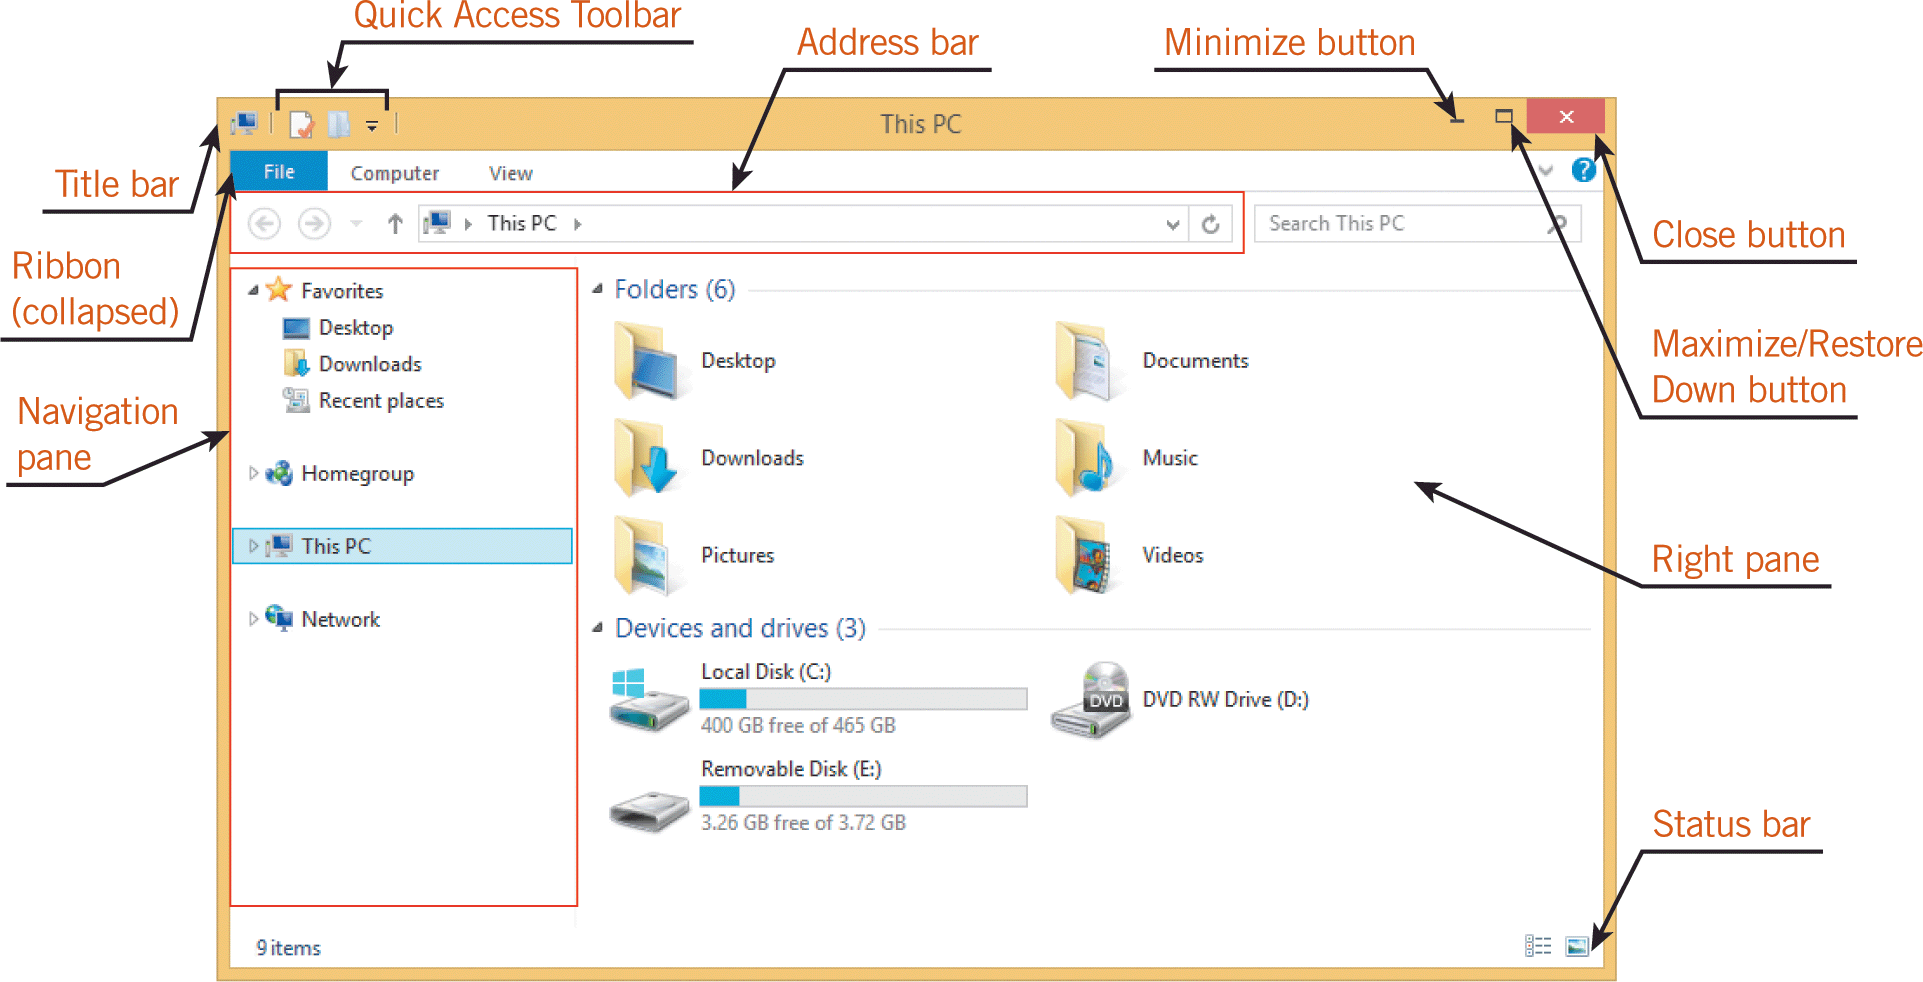 Quick Access Toolbar
Address bar
Minimize button
This PC
Title bar
File
Computer
View
?
This PC
Search This PC
Close button
Ribbon
(collapsed)
Favorites
Desktop
Downloads
Recent places
Homegroup
This PC
Network
Navigation
pane
Folders (6)
Desktop
Documents
Downloads
Music
Pictures
Videos
Maximize/Restore
Down button
Right pane
Devices and drives (3)
Local Disk (C:)
400 GB free of 465 GB
DVD
DVD RW Drive (D:)
Removable Disk (E:)
3.26 GB free of 3.72 GB
Status bar
9 items